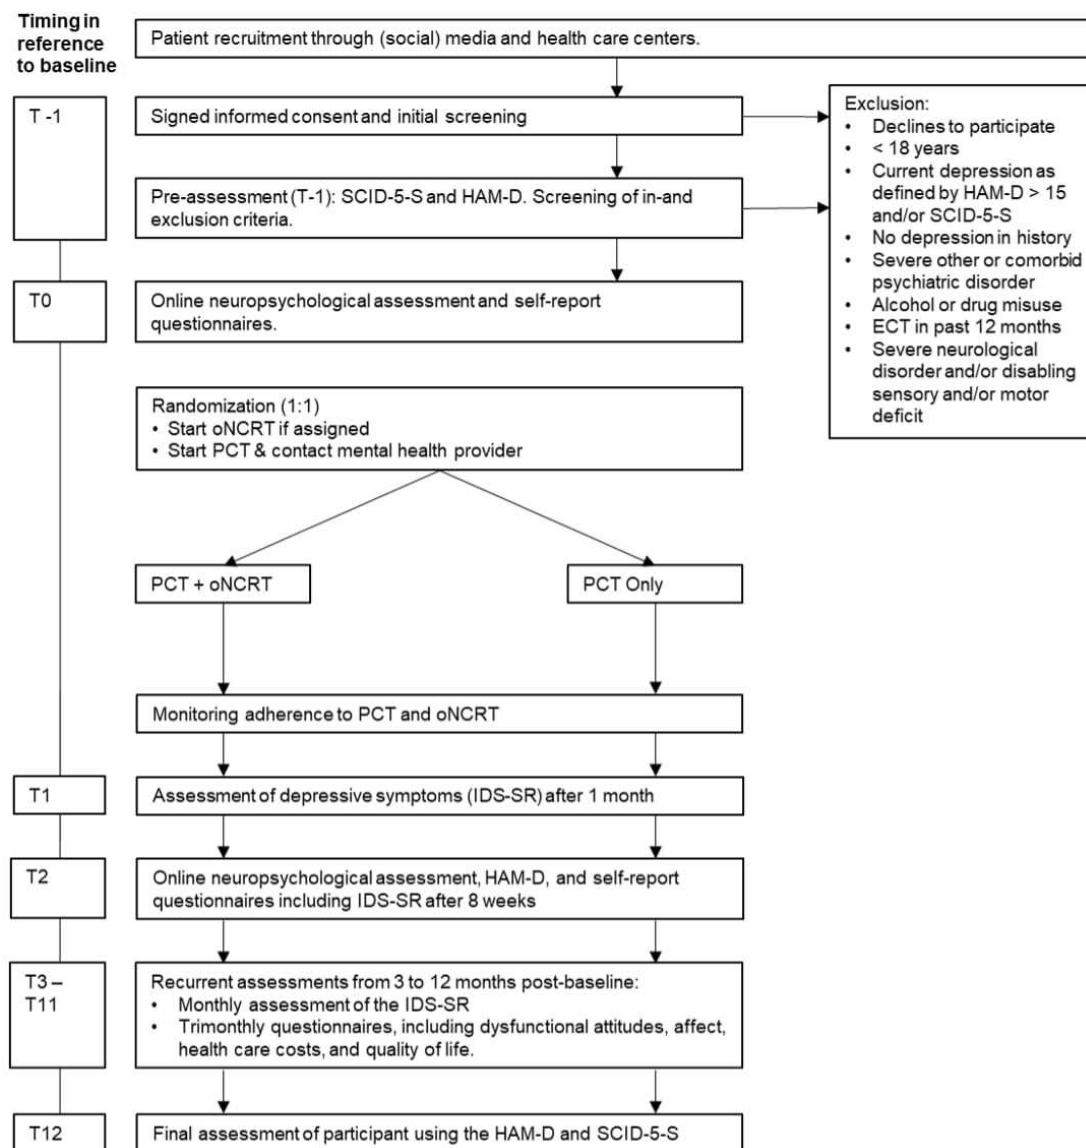 Timing in
reference
to baseline
Patient recruitment through (social) media and health care centers.
T -1
Signed informed consent and initial screening
Pre-assessment (T-1): SCID-5-S and HAM-D. Screening of in-and
exclusion criteria.
Exclusion:
• Declines to participate
• < 18 years
• Current depression as
defined by HAM-D > 15
and/or SCID-5-S
• No depression in history
• Severe other or comorbid
psychiatric disorder
• Alcohol or drug misuse
• ECT in past 12 months
• Severe neurological
disorder and/or disabling
sensory and/or motor
deficit
T0
Online neuropsychological assessment and self-report
questionnaires.
Randomization (1:1)
• Start oNCRT if assigned
• Start PCT & contact mental health provider
PCT + oNCRT
PCT Only
Monitoring adherence to PCT and oNCRT
T1
Assessment of depressive symptoms (IDS-SR) after 1 month
T2
Online neuropsychological assessment, HAM-D, and self-report
questionnaires including IDS-SR after 8 weeks
T3 –
T11
Recurrent assessments from 3 to 12 months post-baseline:
• Monthly assessment of the IDS-SR
• Trimonthly questionnaires, including dysfunctional attitudes, affect,
health care costs, and quality of life.
T12
Final assessment of participant using the HAM-D and SCID-5-S